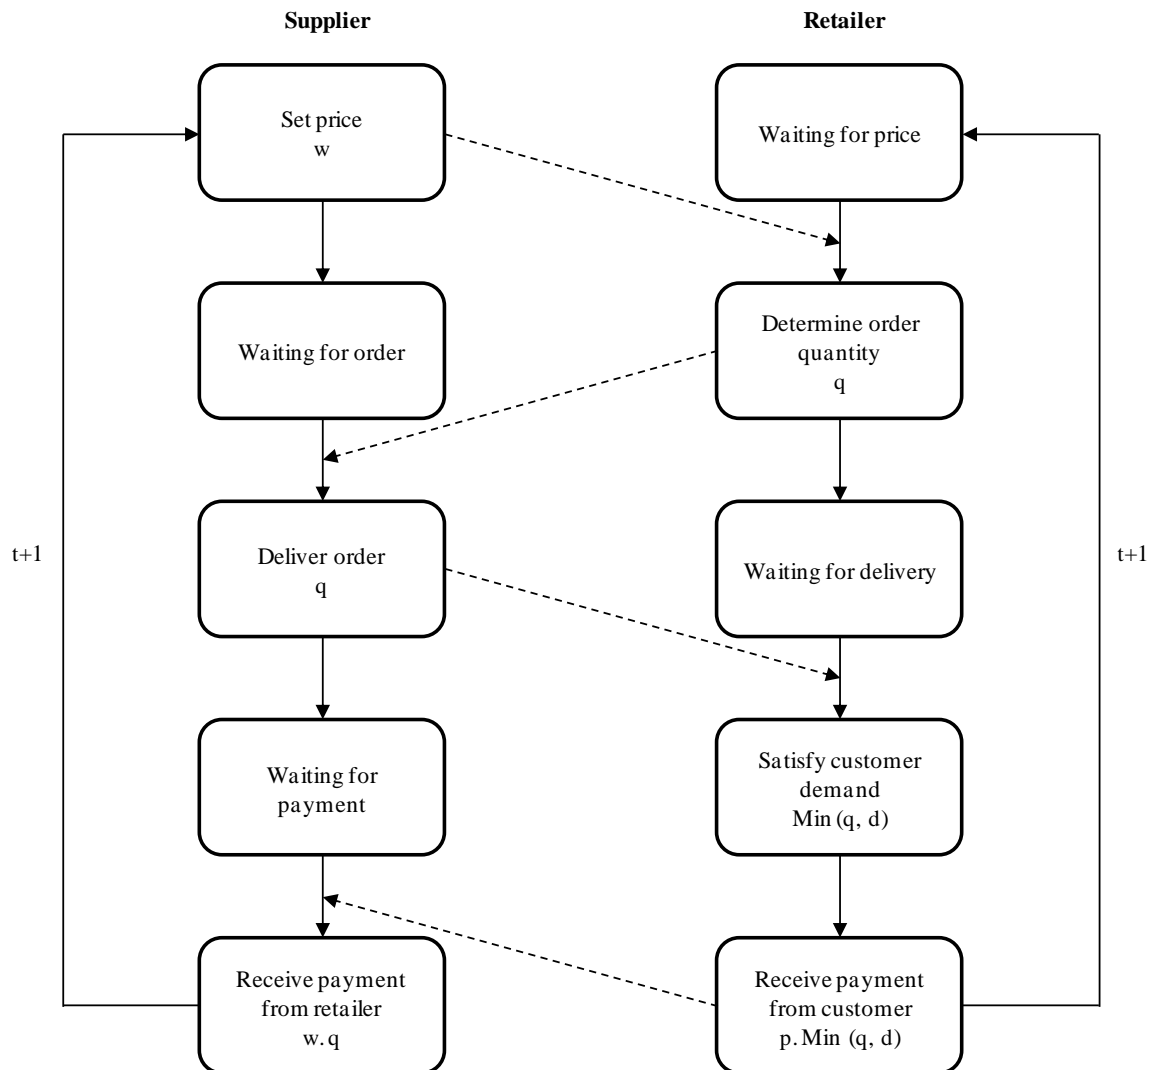 Supplier
Retailer
Set price
w
Waiting for price
Waiting for order
Determine order
quantity
q
Deliver order
q
Waiting for delivery
t+1
t+1
Waiting for
payment
Satisfy customer
demand
Min (q, d)
Receive payment
from retailer
w. q
Receive payment
from customer
p. Min (q, d)